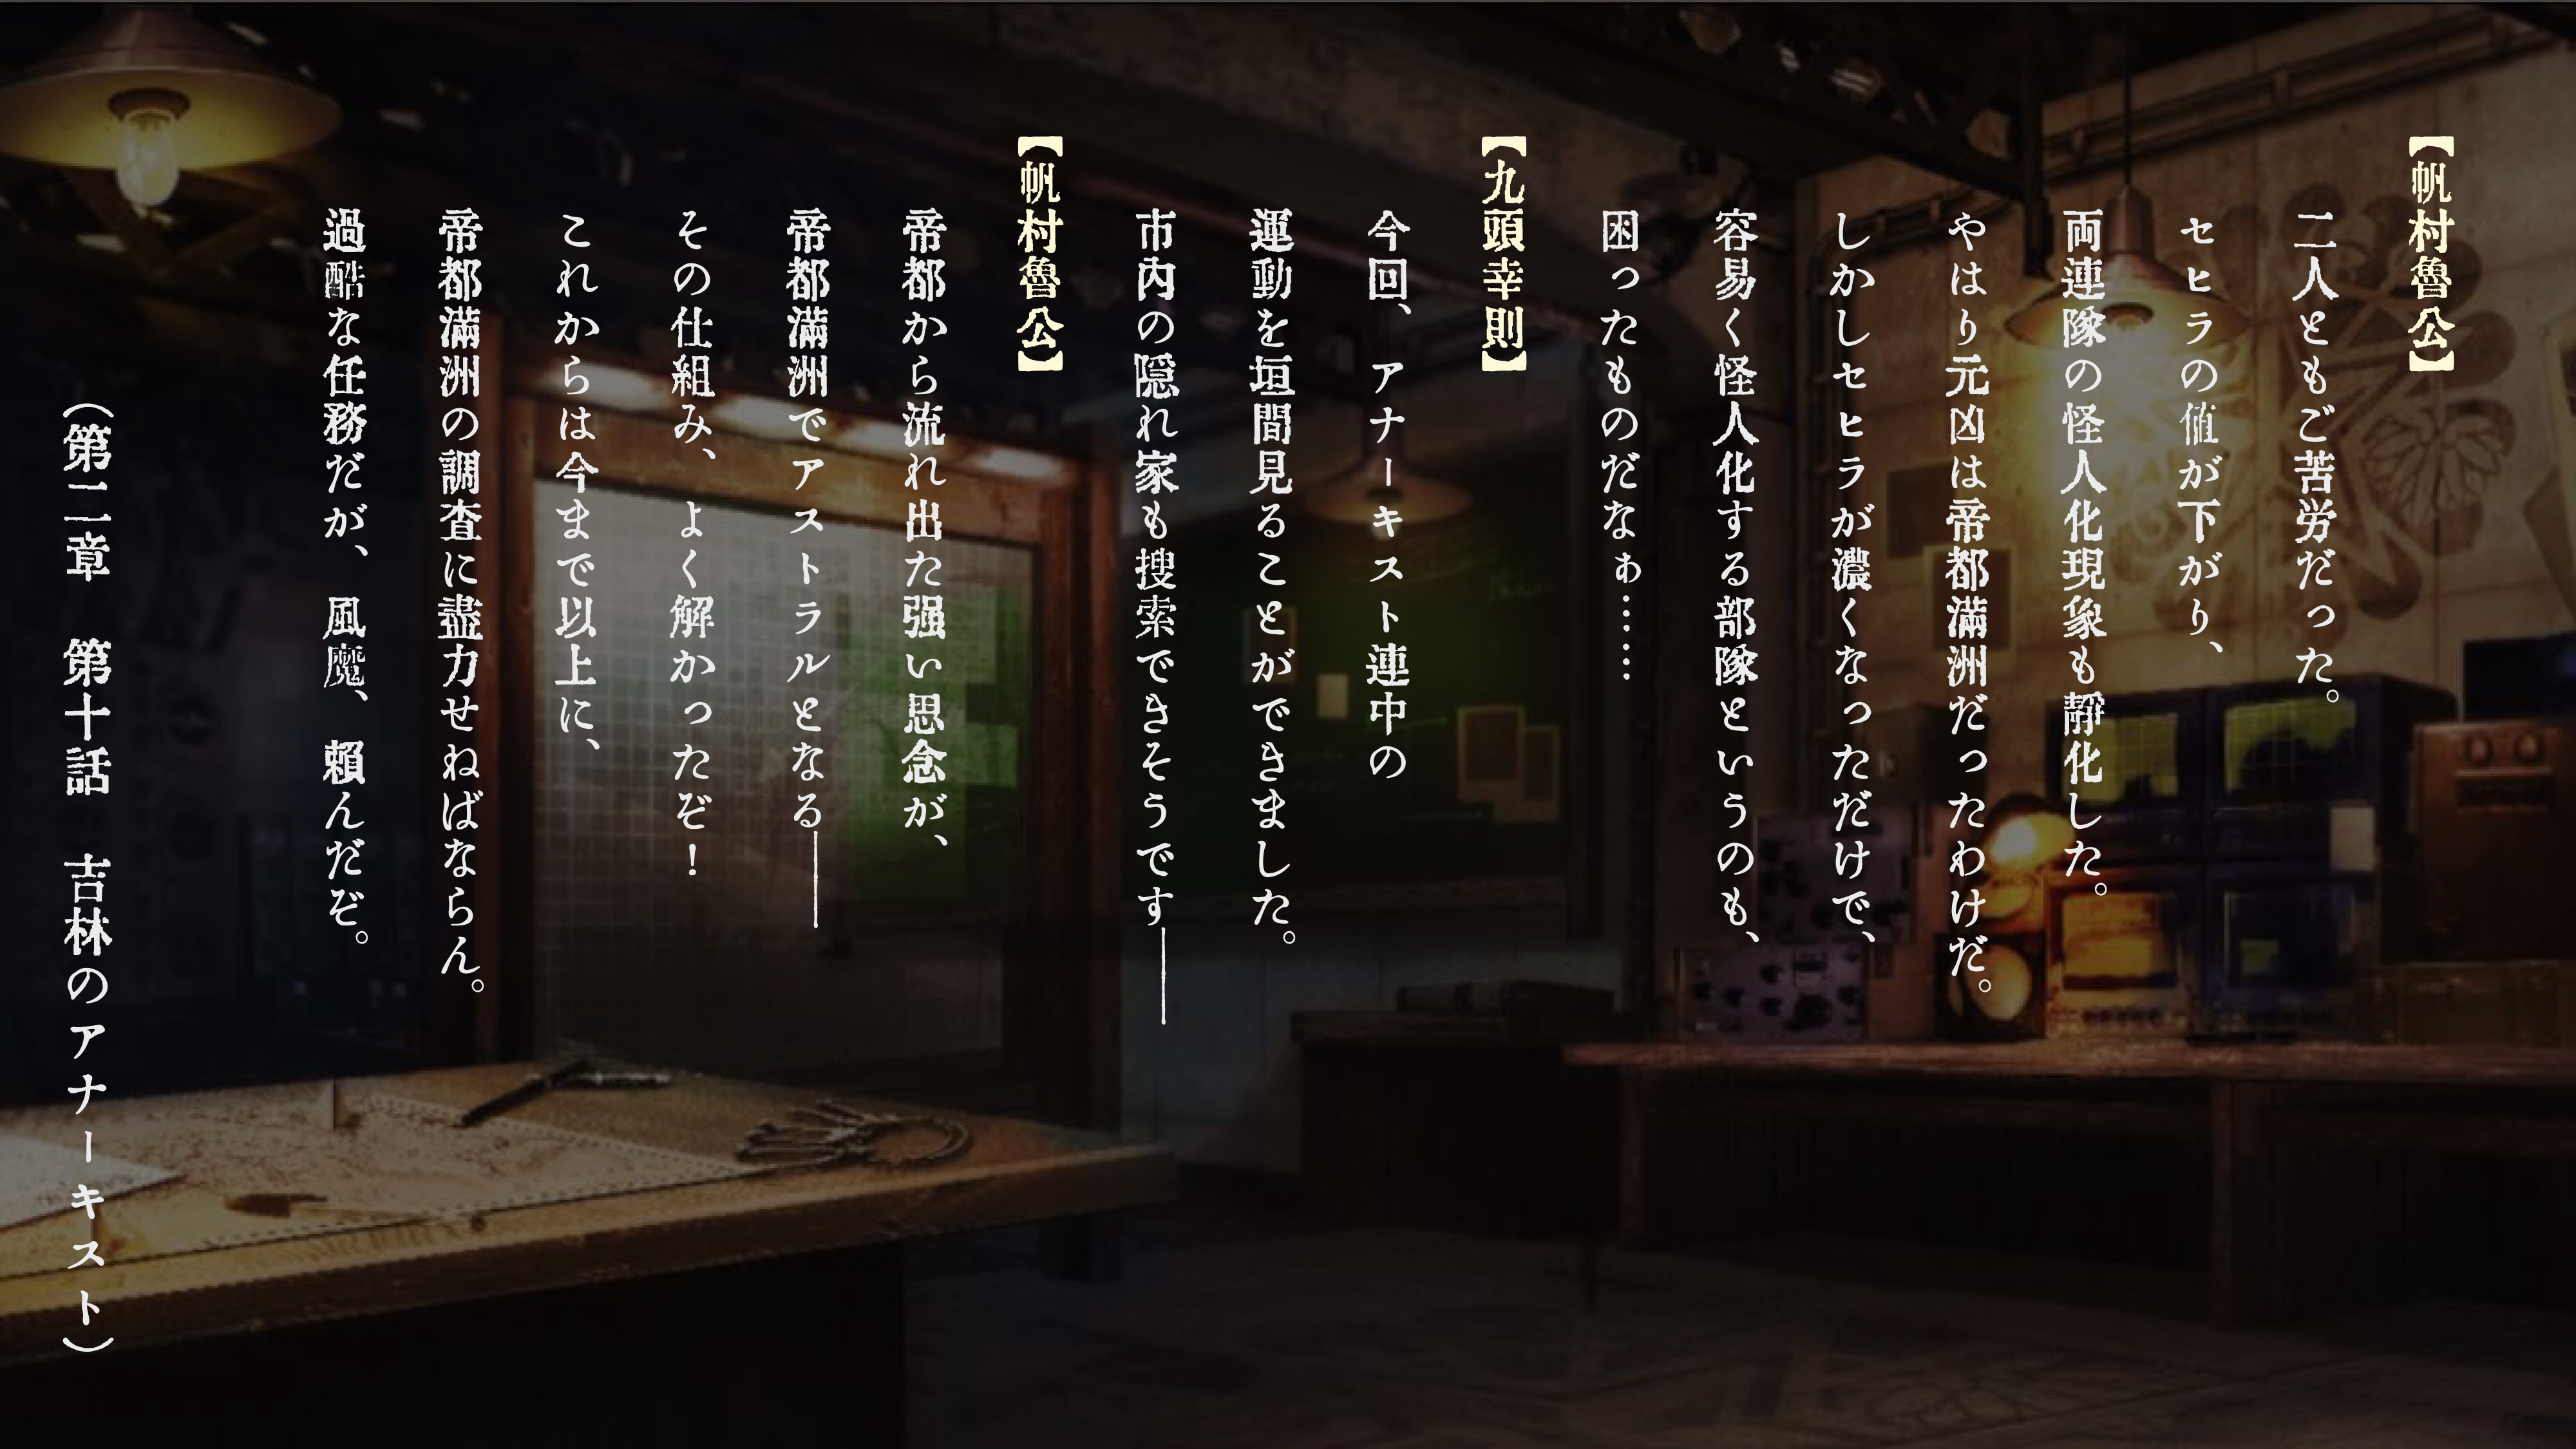 【帆村魯公】
二人ともご苦労だった。
セヒラの値が下がり、
両連隊の怪人化現象も靜化した。
やはり元凶は帝都滿洲だったわけだ。
しかしセヒラが濃くなっただけで、
容易く怪人化する部隊というのも、
困ったものだなぁ……
【九頭幸則】
今回、アナーキスト連中の
運動を垣間見ることができました。
市内の隠れ家も搜索できそうです――
【帆村魯公】
帝都から流れ出た强い思念が、
帝都滿洲でアストラルとなる――
その仕組み、よく解かったぞ！
これからは今まで以上に、
帝都滿洲の調査に盡力せねばならん。
過酷な任務だが、風魔、賴んだぞ。
（第二章　第十話　吉林のアナーキスト）